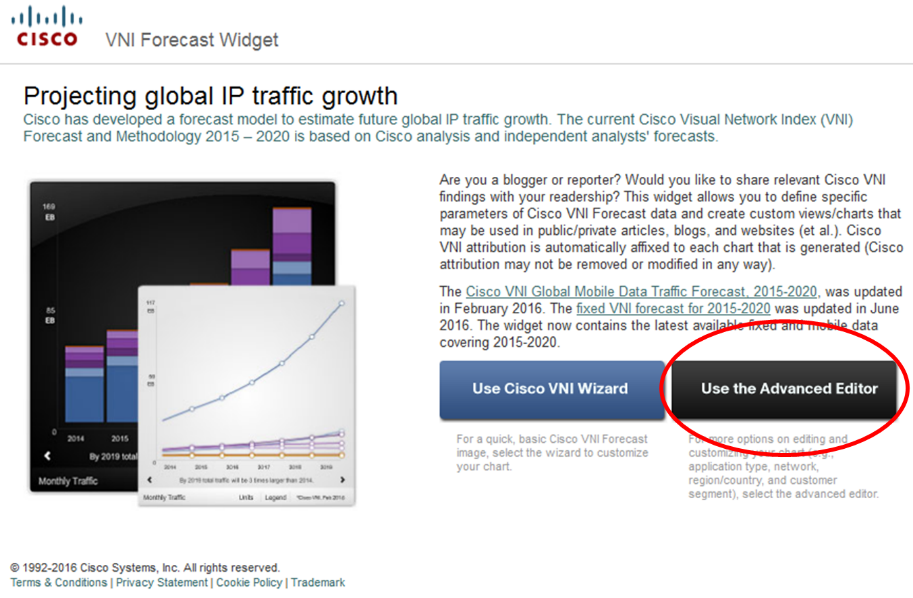 CISCO
VNI Forecast Widget
Projecting global IP traffic growth
Cisco has developed a forecast model to estimate future global IP traffic growth. The current Cisco Visual Network Index (VNI)
Forecast and Methodology 2015 – 2020 is based on Cisco analysis and independent analysts' forecasts.
169
EB
85
EB
0
2014 2015
By 2019 total
Monthly Traffic
117
EB
EB
0
2014 2015 2016 2017 2018 2019
By 2019 total traffic will be 3 times larger than 2014.
Monthly Traffic Units Legend
Are you a blogger or reporter? Would you like to share relevant Cisco VNI
findings with your readership? This widget allows you to define specific
parameters of Cisco VNI Forecast data and create custom views/charts that
may be used in public/private articles, blogs, and websites (et al.). Cisco
VNI attribution is automatically affixed to each chart that is generated (Cisco
attribution may not be removed or modified in any way).
The Cisco VNI Global Mobile Data Traffic Forecast, 2015-2020, was updated
in February 2016. The fixed VNI forecast for 2015-2020 was updated in June
2016. The widget now contains the latest available fixed and mobile data
covering 2015-2020.
Use Cisco VNI Wizard
Use the Advanced Editor
For a quick, basic Cisco VNI Forecast
image, select the wizard to customize
your chart.
For more options on editing and
customizing your chart (e.g.,
application type, network,
region/country, and customer
segment), select the advanced editor.
© 1992-2016 Cisco Systems, Inc. All rights reserved.
Terms & Conditions | Privacy Statement | Cookie Policy | Trademark